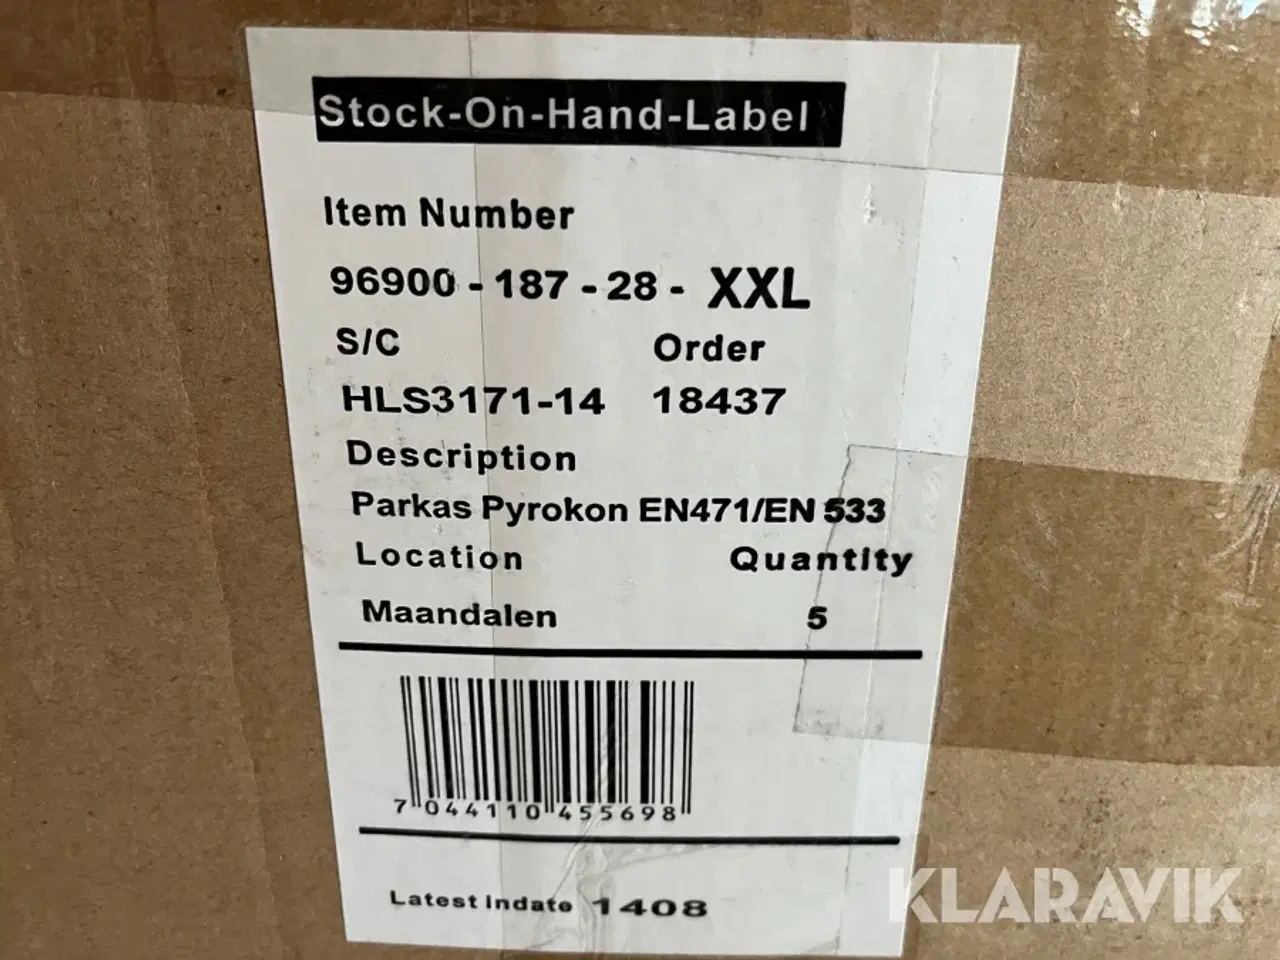 Stock-On-Hand-Label
Item Number
96900 - 187 - 28 - XXL
S/C Order
HLS3171-14 18437
Description
Parkas Pyrokon EN471/EN 533
Location Quantity
Maandalen 5
7 044110 455698
Latest indate 1408
KLARAVIK